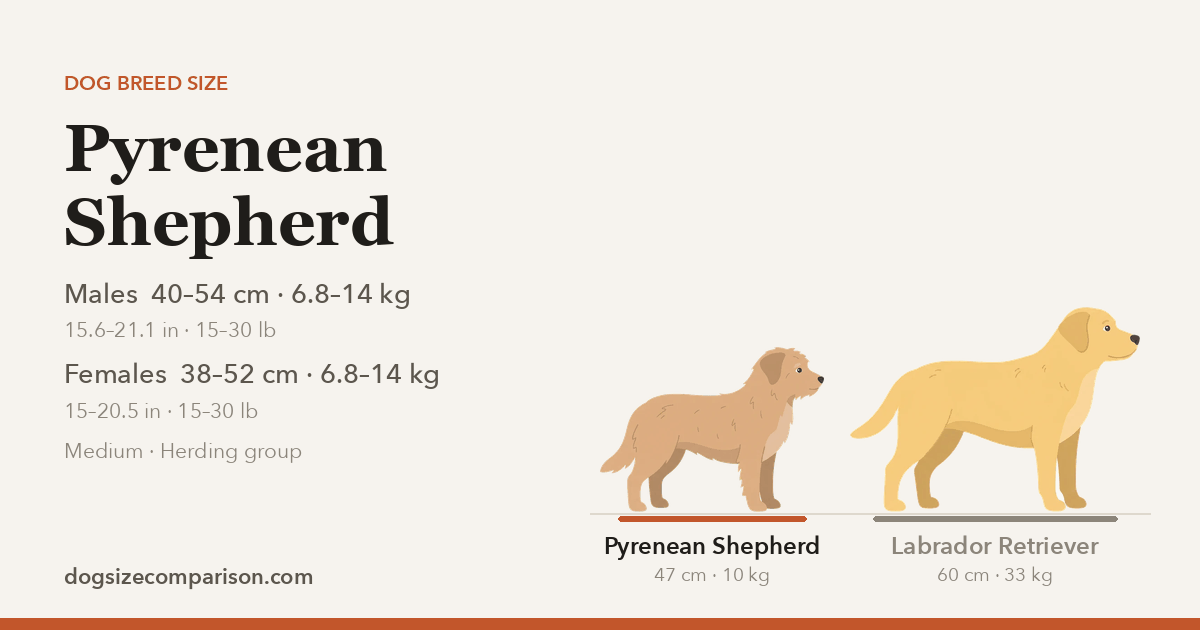 DOG BREED SIZE
Pyrenean
Shepherd
Males 40–54 cm · 6.8–14 kg
15.6–21.1 in · 15–30 lb
Females 38–52 cm · 6.8–14 kg
15–20.5 in · 15–30 lb
Medium · Herding group
dogsizecomparison.com
Pyrenean Shepherd
47 cm · 10 kg
Labrador Retriever
60 cm · 33 kg